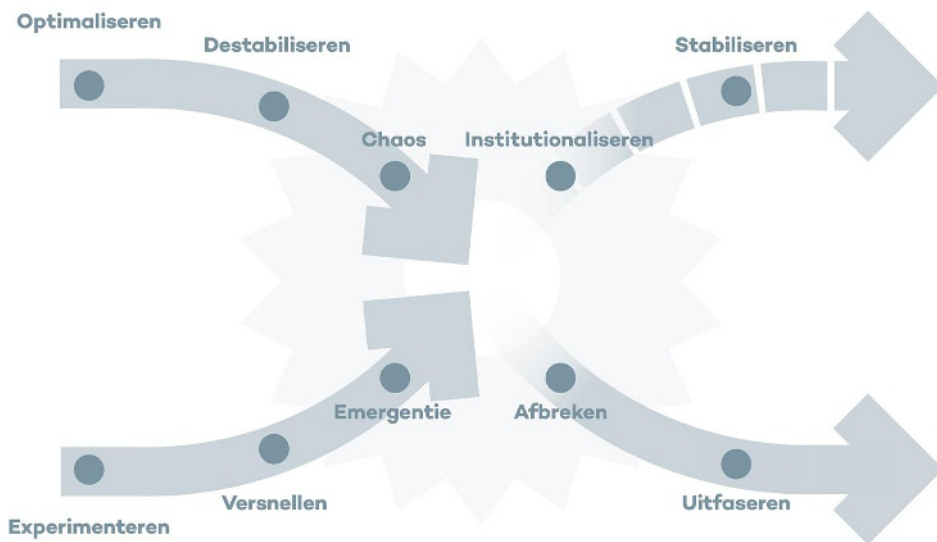 Optimaliseren
Destabiliseren
Stabiliseren
Chaos
Institutionaliseren
Emergentie
Afbreken
Versnellen
Uitfaseren
Experimenteren